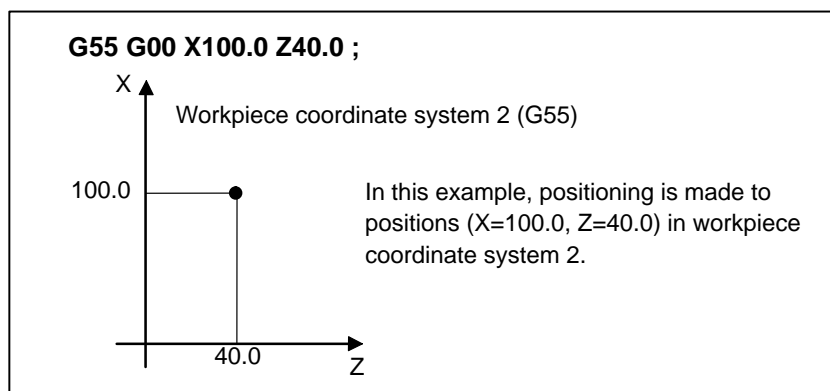 G55 G00 X100.0 Z40.0 ;
X
Workpiece coordinate system 2 (G55)
100.0
In this example, positioning is made to
positions (X=100.0, Z=40.0) in workpiece
coordinate system 2.
40.0
Z